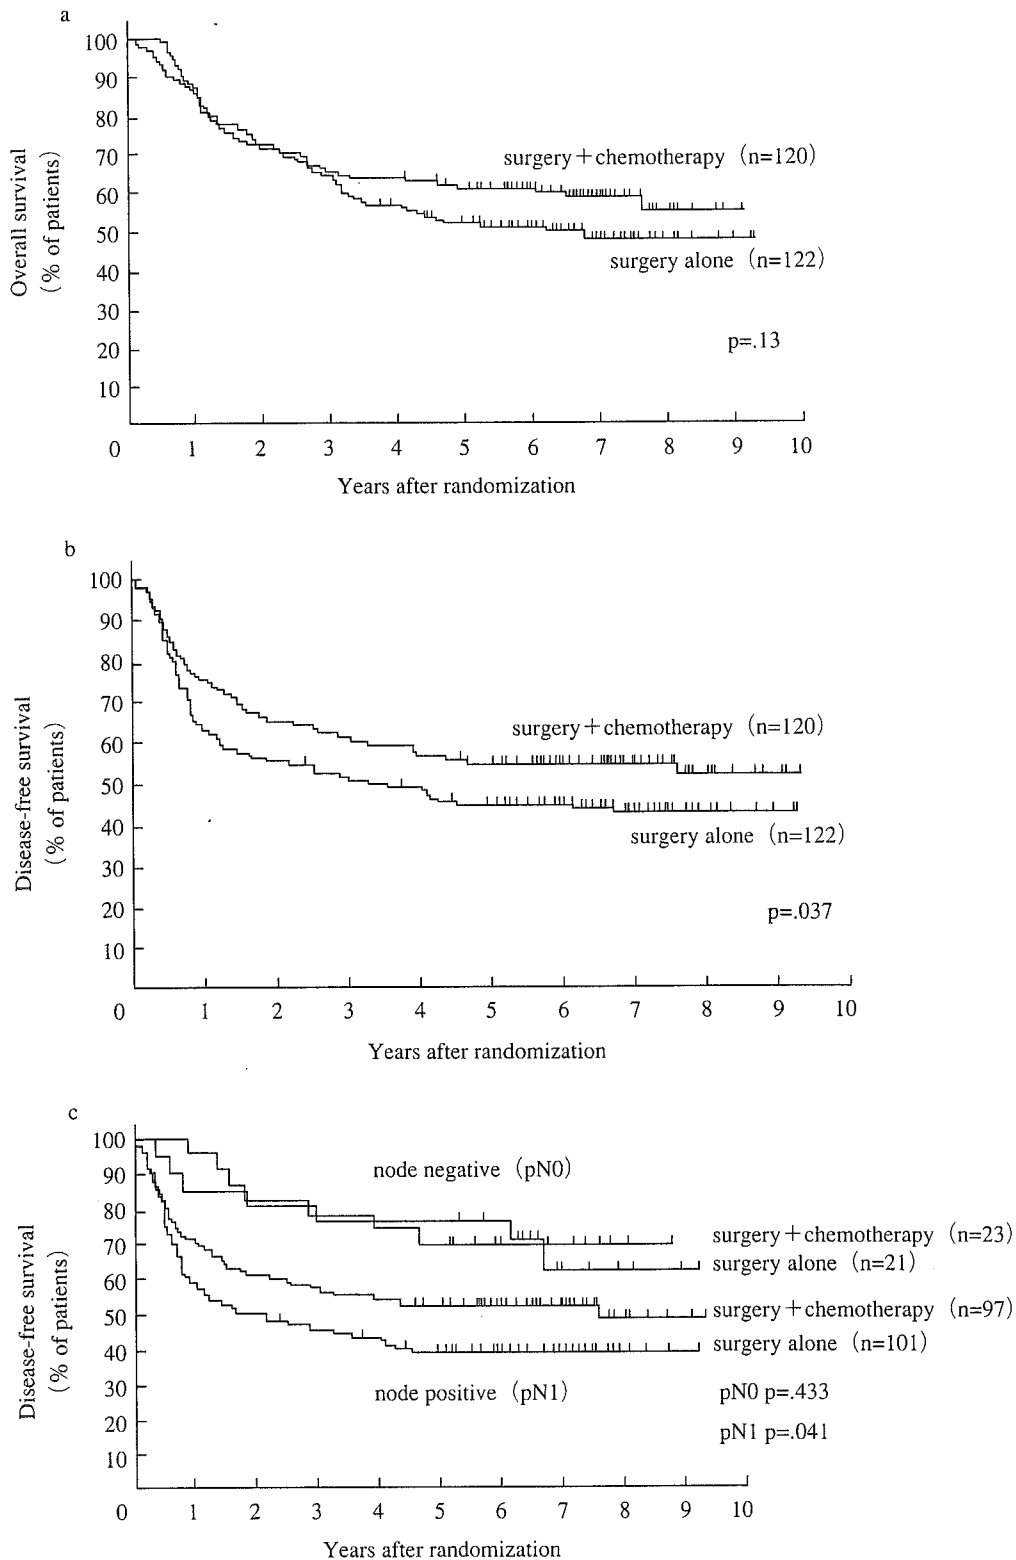 a
100
90
80
70
60
50
40
30
20
10
0 1 2 3 4 5 6 7 8 9 10
Overall survival
(% of patients)
surgery+chemotherapy (n=120)
surgery alone (n=122)
p=.13
Years after randomization
b
100
90
80
70
60
50
40
30
20
10
0 1 2 3 4 5 6 7 8 9 10
Disease-free survival
(% of patients)
surgery+chemotherapy (n=120)
surgery alone (n=122)
p=.037
Years after randomization
c
100
90
80
70
60
50
40
30
20
10
0 1 2 3 4 5 6 7 8 9 10
Disease-free survival
(% of patients)
node negative (pN0)
surgery+chemotherapy (n=23)
surgery alone (n=21)
surgery+chemotherapy (n=97)
surgery alone (n=101)
node positive (pN1)
pN0 p=.433
pN1 p=.041
Years after randomization